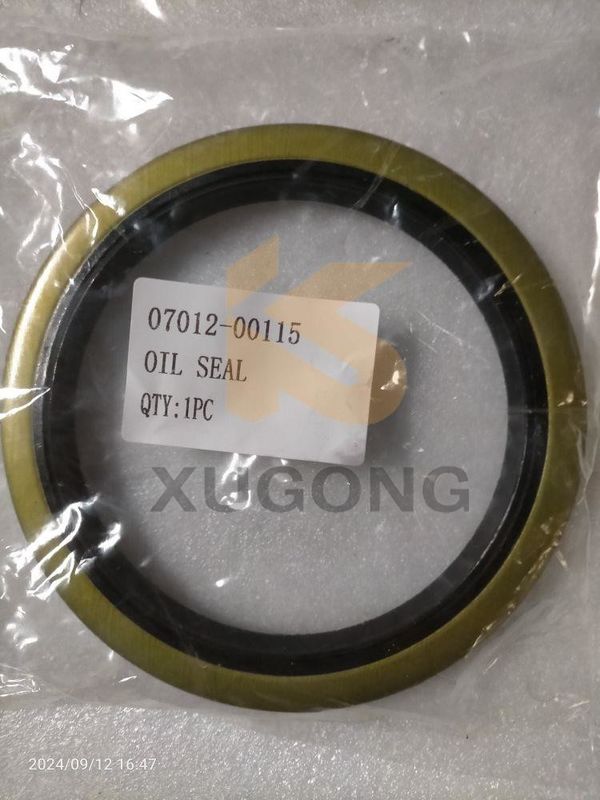 07012-00115
OIL SEAL
QTY:1PC
XUGONG
2024/09/12 16:47